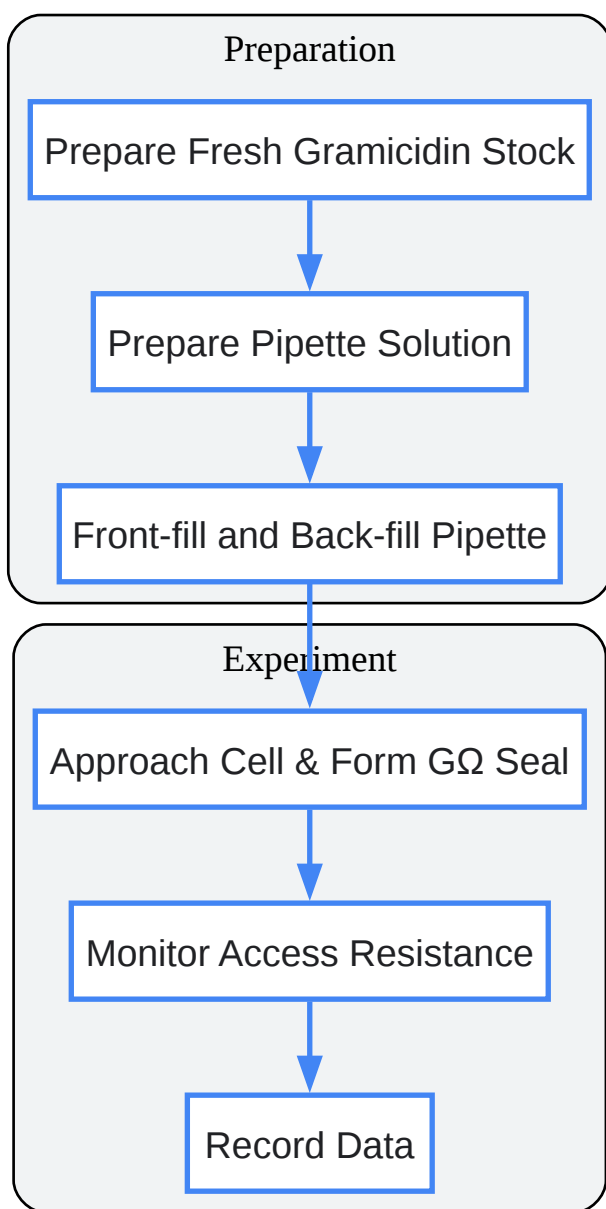 Preparation
Prepare Fresh Gramicidin Stock
Prepare Pipette Solution
Front-fill and Back-fill Pipette
Experiment
Approach Cell & Form GΩ Seal
Monitor Access Resistance
Record Data